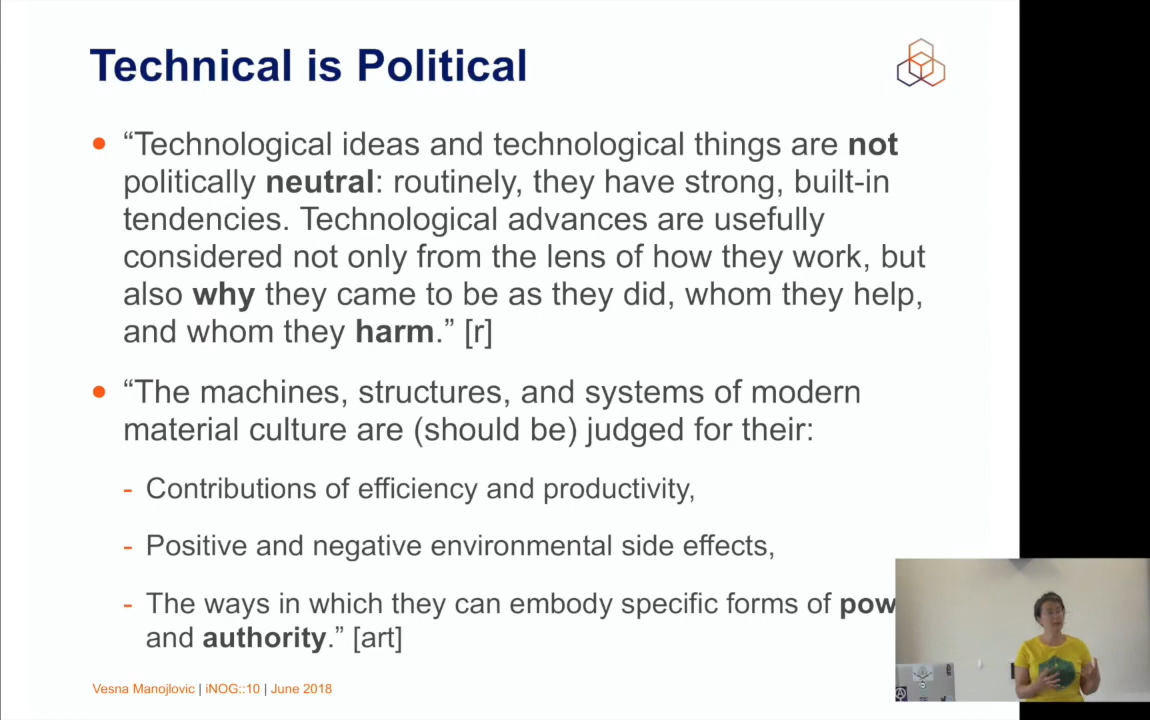 Technical is Political
• “Technological ideas and technological things are not
politically neutral: routinely, they have strong, built-in
tendencies. Technological advances are usefully
considered not only from the lens of how they work, but
also why they came to be as they did, whom they help,
and whom they harm.” [r]
• “The machines, structures, and systems of modern
material culture are (should be) judged for their:
- Contributions of efficiency and productivity,
- Positive and negative environmental side effects,
- The ways in which they can embody specific forms of pow
and authority.” [art]
Vesna Manojlovic | iNOG::10 | June 2018